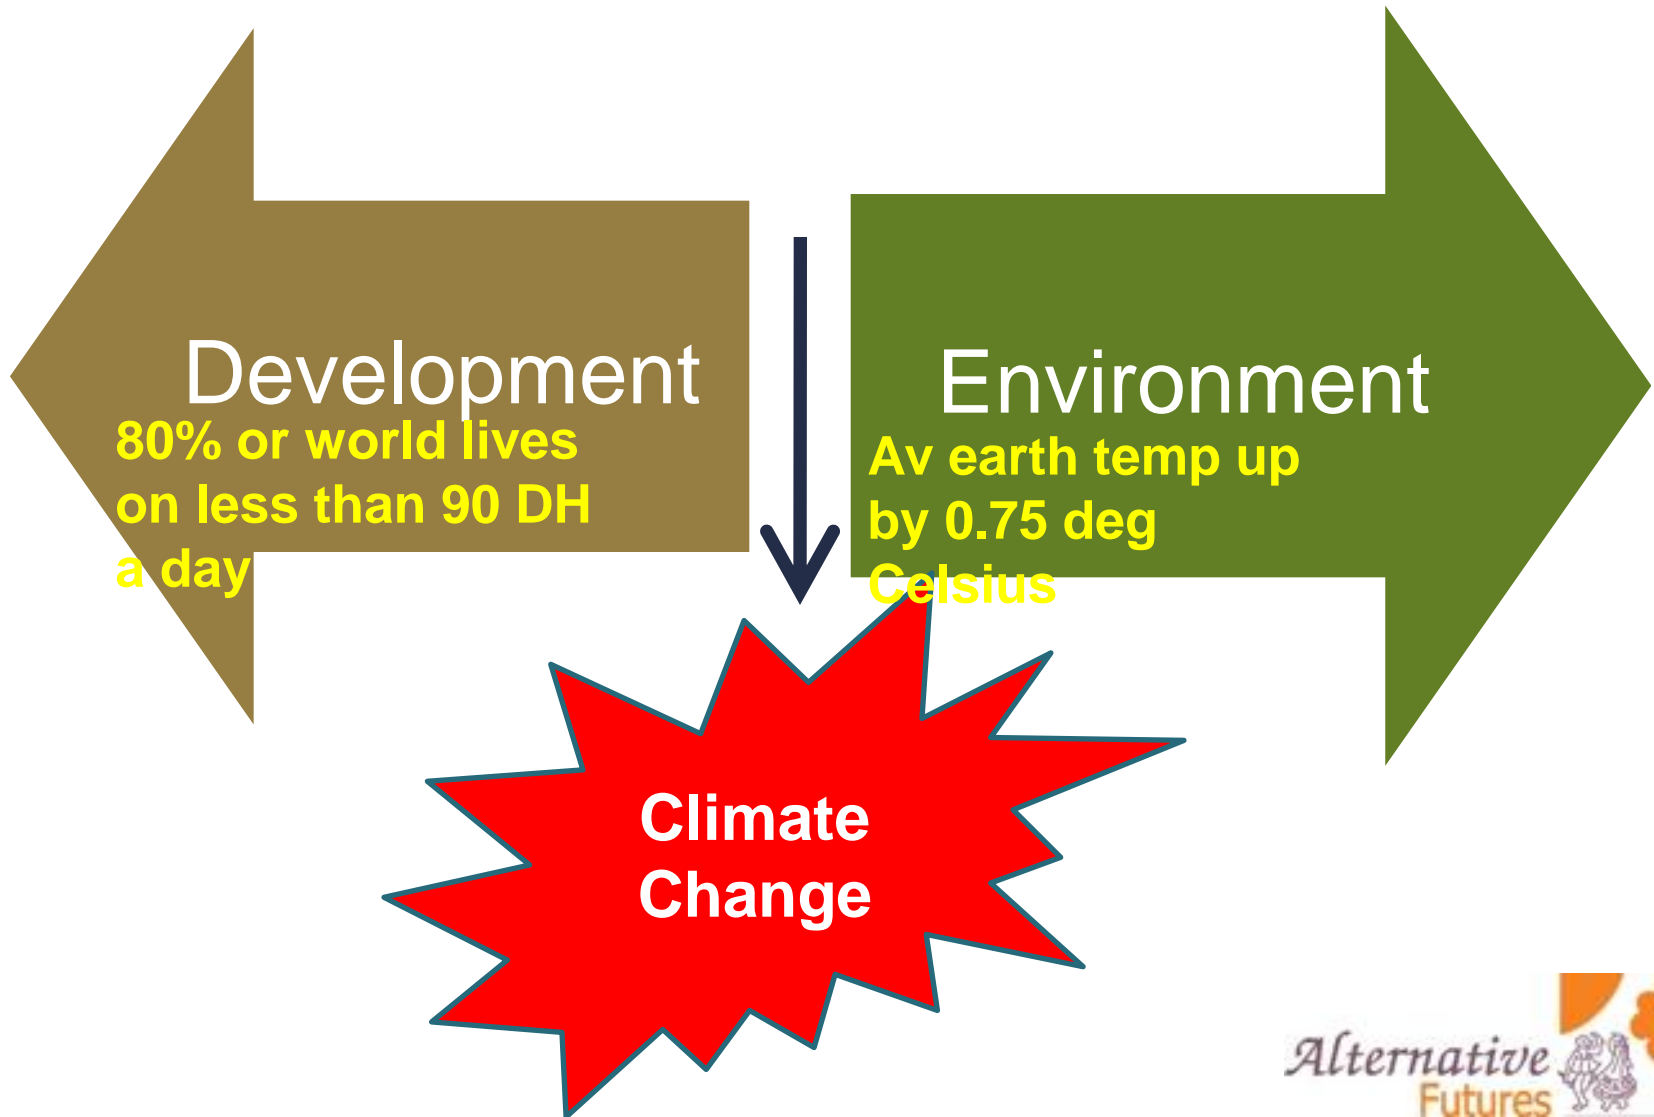 Development
80% or world lives
on less than 90 DH
a day
Environment
Av earth temp up
by 0.75 deg
Celsius
Climate
Change
Alternative
Futures